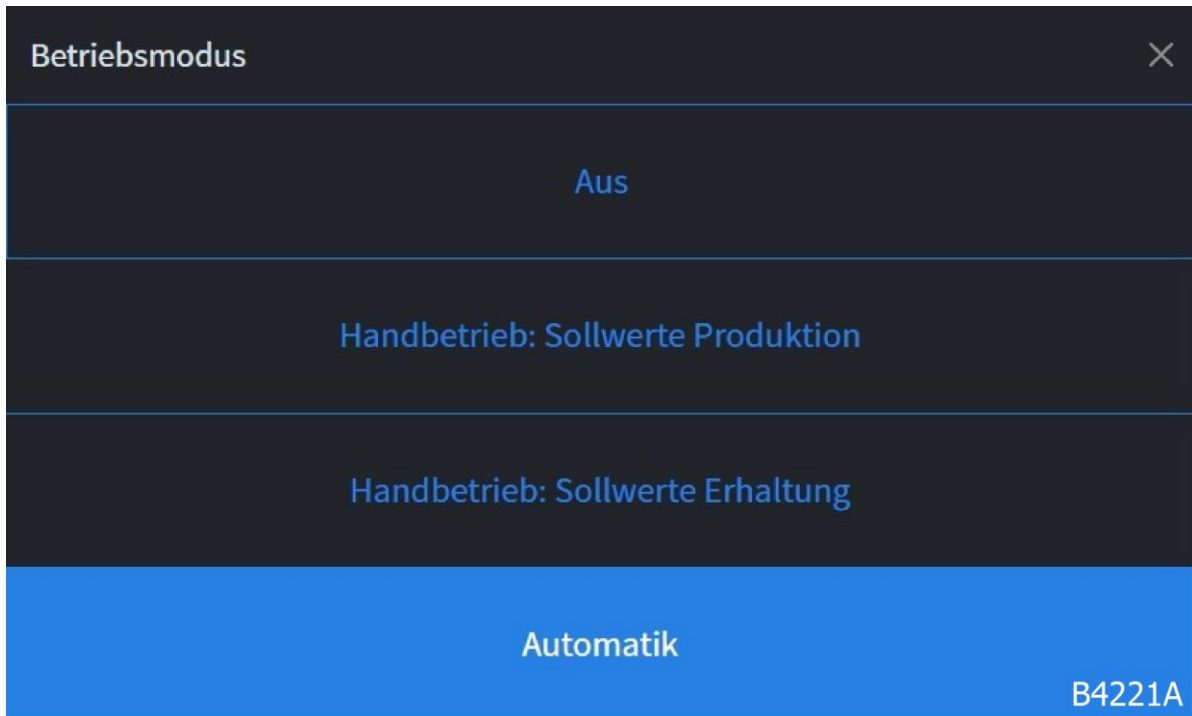 Betriebsmodus
Aus
Handbetrieb: Sollwerte Produktion
Handbetrieb: Sollwerte Erhaltung
Automatik
B4221A